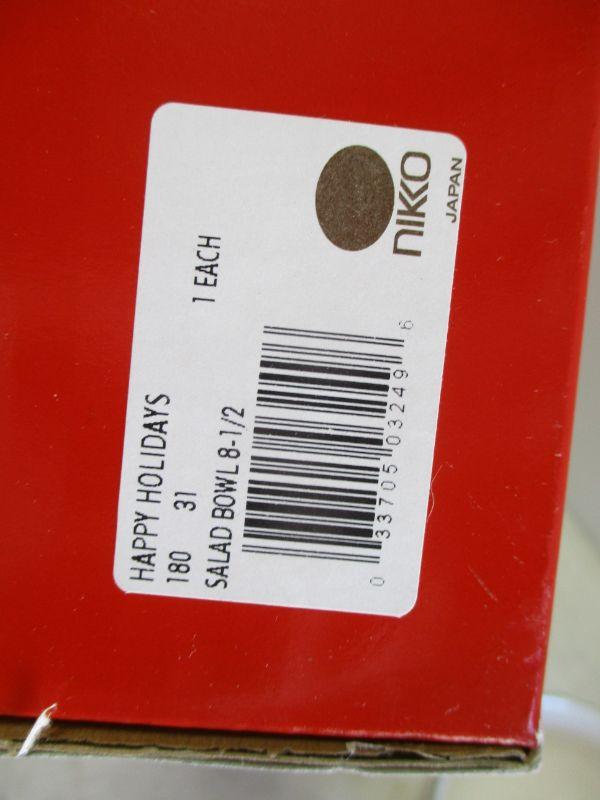 HAPPY HOLIDAYS
180 31 1 EACH
SALAD BOWL 8-1/2
0 33705 03249 6
nikko
JAPAN